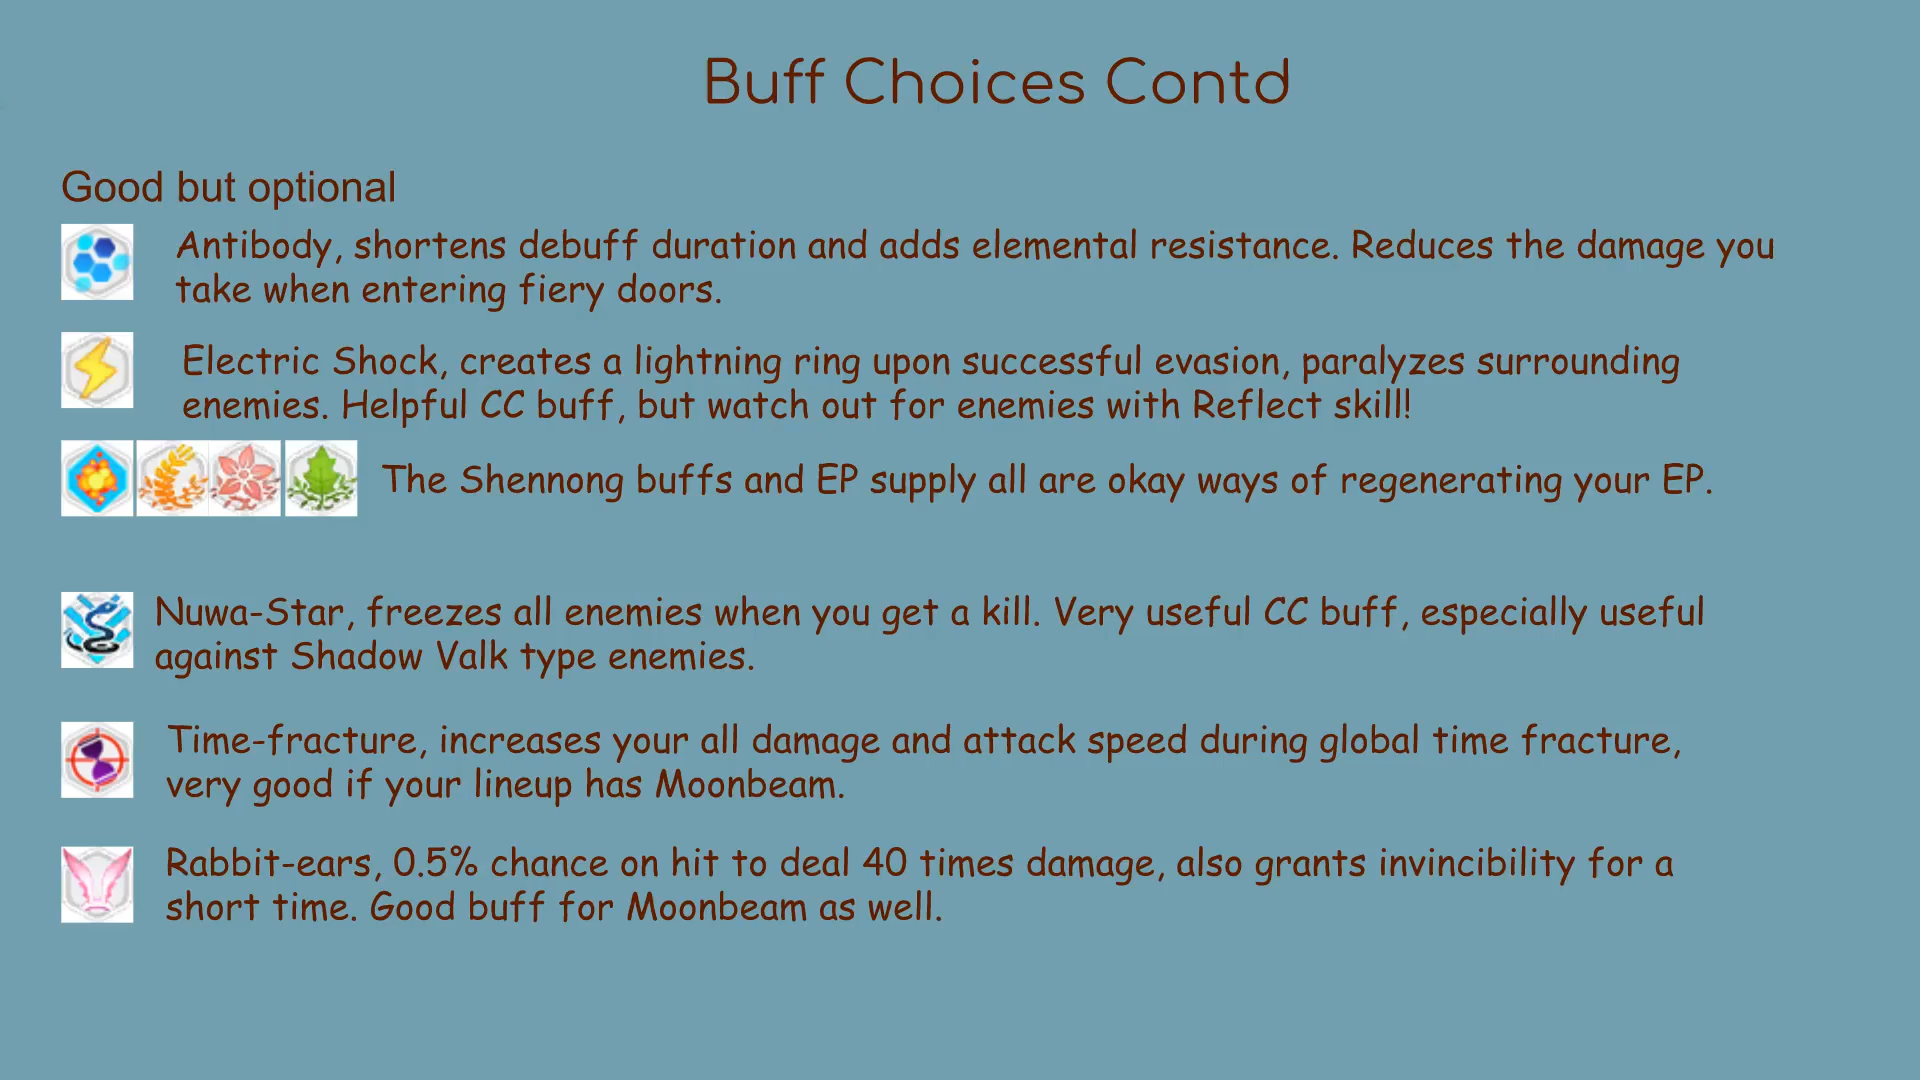 Buff Choices Contd
Good but optional
Antibody, shortens debuff duration and adds elemental resistance. Reduces the damage you
take when entering fiery doors.
Electric Shock, creates a lightning ring upon successful evasion, paralyzes surrounding
enemies. Helpful CC buff, but watch out for enemies with Reflect skill!
The Shennong buffs and EP supply all are okay ways of regenerating your EP.
Nuwa-Star, freezes all enemies when you get a kill. Very useful CC buff, especially useful
against Shadow Valk type enemies.
Time-fracture, increases your all damage and attack speed during global time fracture,
very good if your lineup has Moonbeam.
Rabbit-ears, 0.5% chance on hit to deal 40 times damage, also grants invincibility for a
short time. Good buff for Moonbeam as well.